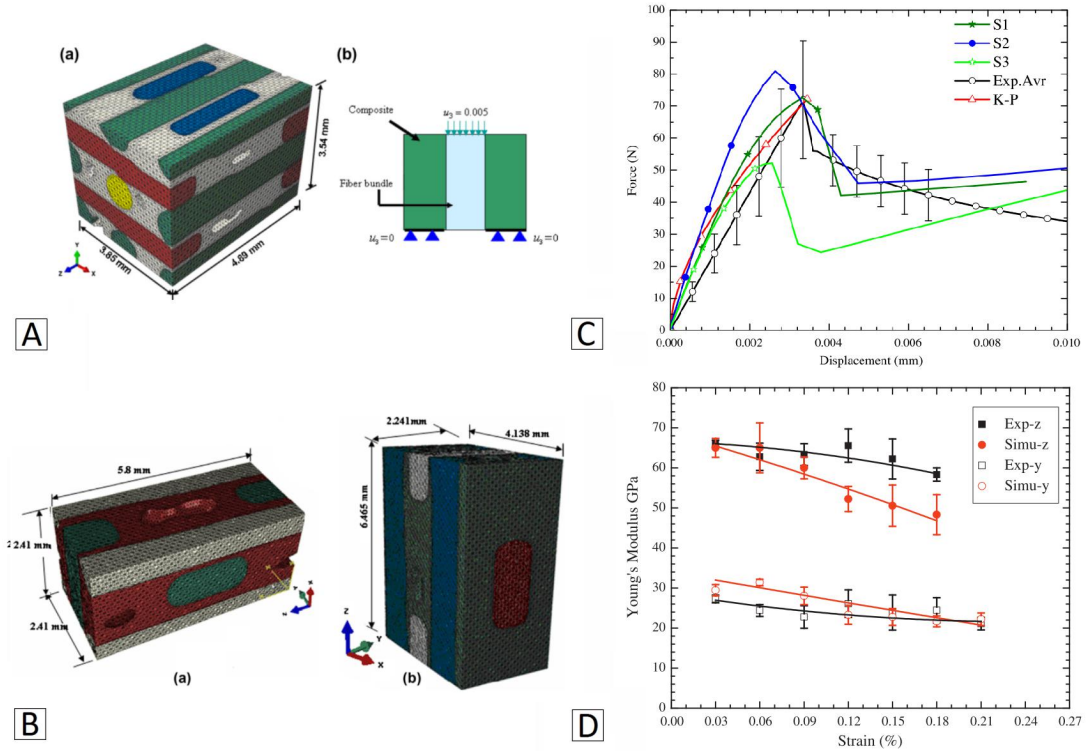 (a)
3.54 mm
3.85 mm
4.89 mm
Y
Z
X
A
(b)
Composite
u₃ = 0.005
Fiber bundle
u₃=0
u₃=0
5.8 mm
2.41 mm
2.41 mm
(a)
B
2.241mm
4.138 mm
6.465 mm
Z
Y
X
(b)
S1
S2
S3
Exp.Avr
K-P
100
90
80
70
60
50
40
30
20
10
0
Force (N)
0.000
0.002
0.004
0.006
0.008
0.010
Displacement (mm)
C
Exp-z
Simu-z
Exp-y
Simu-y
80
70
60
50
40
30
20
10
0
Young's Modulus GPa
0.00
0.03
0.06
0.09
0.12
0.15
0.18
0.21
0.24
0.27
Strain (%)
D